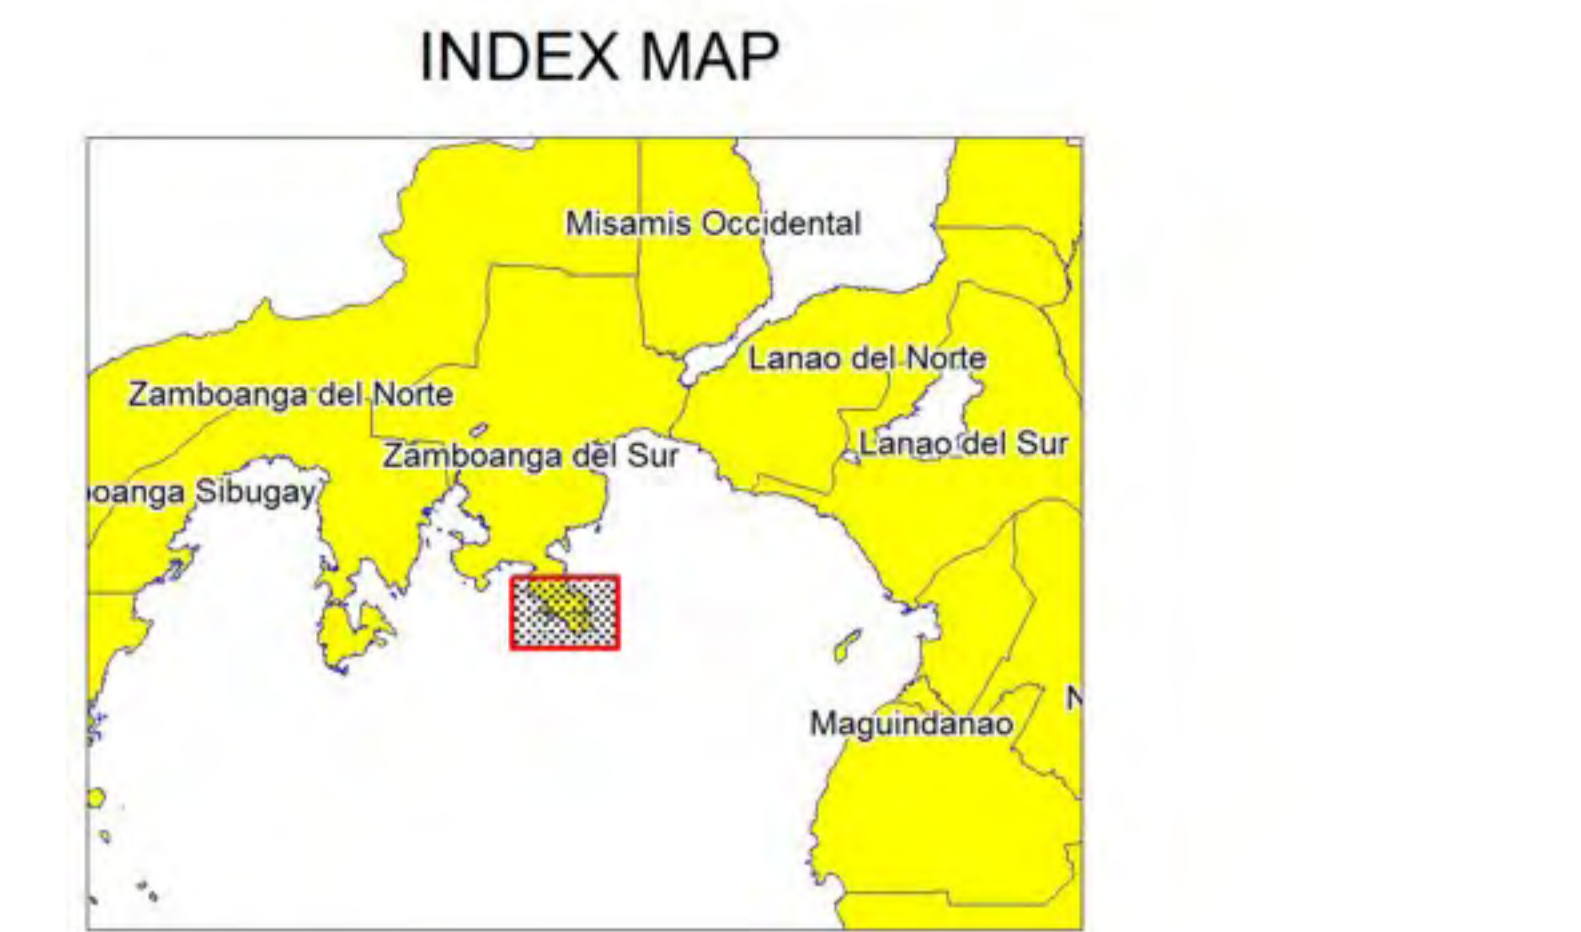 INDEX MAP
Misamis Occidental
Lanao del Norte
Zamboanga del Norte
Lanao del Sur
Zamboanga del Sur
boanga Sibugay
N
Maguindanao